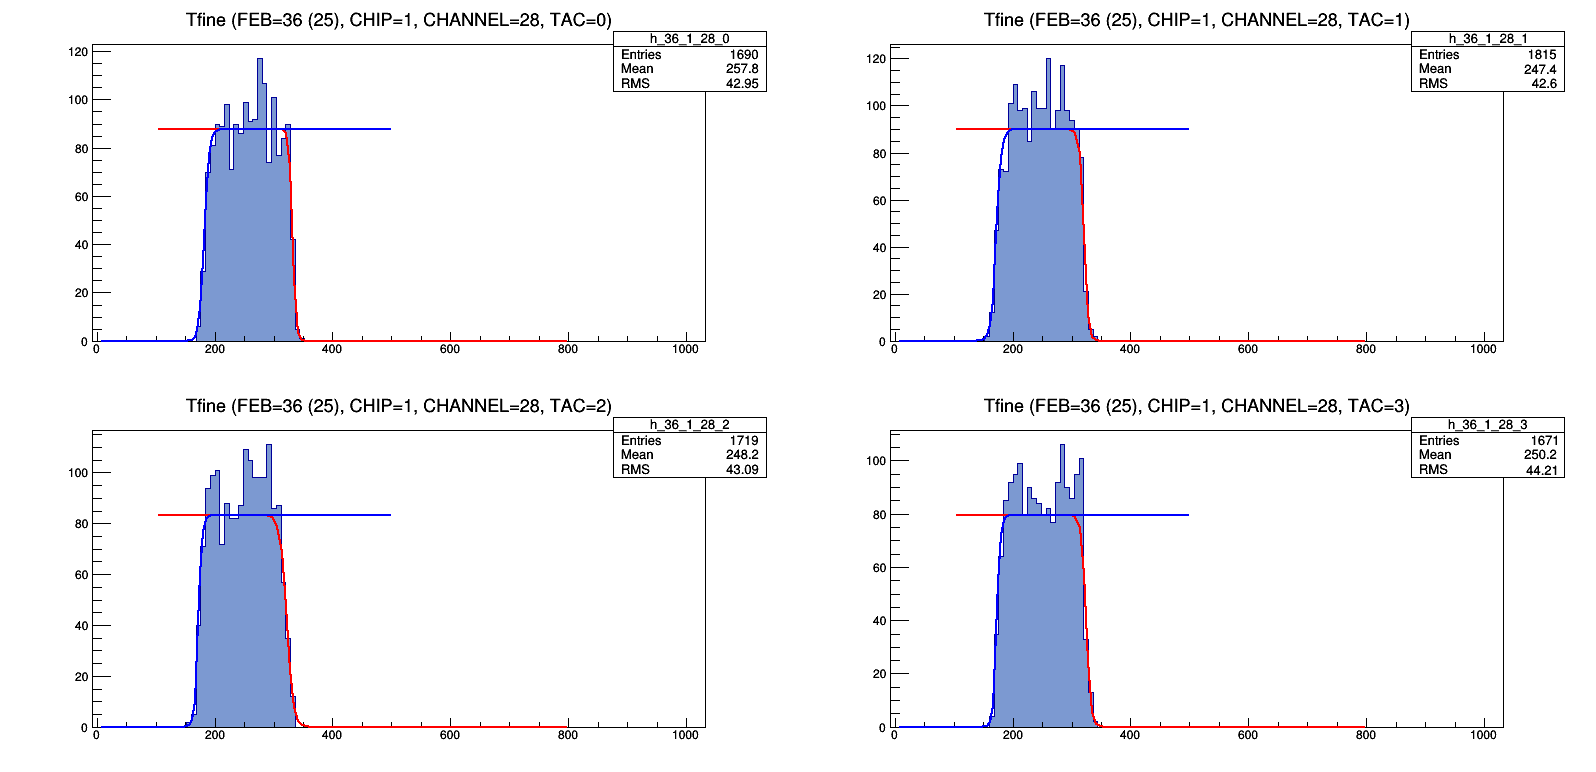 Tfine (FEB=36 (25), CHIP=1, CHANNEL=28, TAC=0)
h_36_1_28_0
Entries 1690
Mean 257.8
RMS 42.95
120
100
80
60
40
20
0
0 200 400 600 800 1000
Tfine (FEB=36 (25), CHIP=1, CHANNEL=28, TAC=1)
h_36_1_28_1
Entries 1815
Mean 247.4
RMS 42.6
120
100
80
60
40
20
0
0 200 400 600 800 1000
Tfine (FEB=36 (25), CHIP=1, CHANNEL=28, TAC=2)
h_36_1_28_2
Entries 1719
Mean 248.2
RMS 43.09
100
80
60
40
20
0
0 200 400 600 800 1000
Tfine (FEB=36 (25), CHIP=1, CHANNEL=28, TAC=3)
h_36_1_28_3
Entries 1671
Mean 250.2
RMS 44.21
100
80
60
40
20
0
0 200 400 600 800 1000